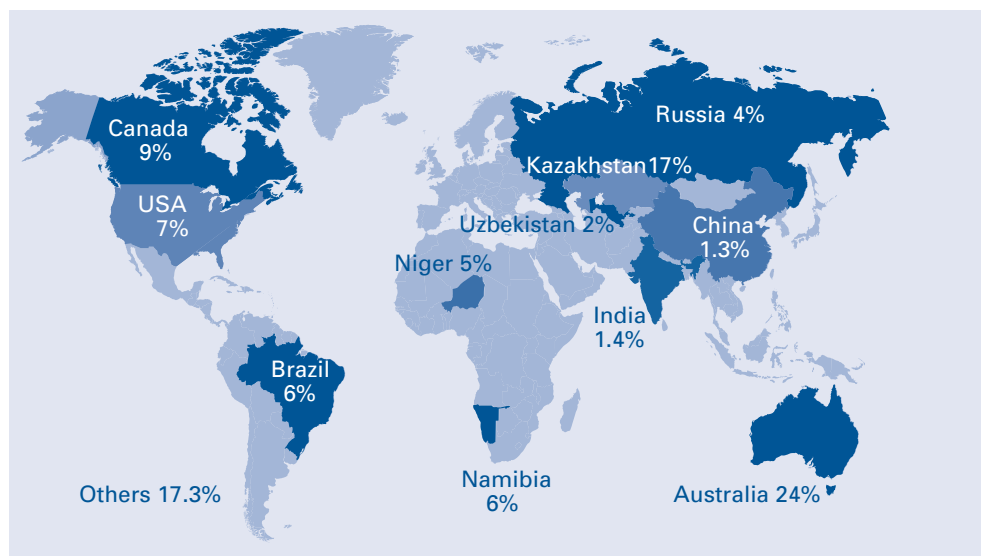 Canada
9%
Russia 4%
Kazakhstan17%
USA
7%
Uzbekistan 2%
China
1.3%
Niger 5%
India
1.4%
Brazil
6%
Namibia
6%
Others 17.3%
Australia 24%